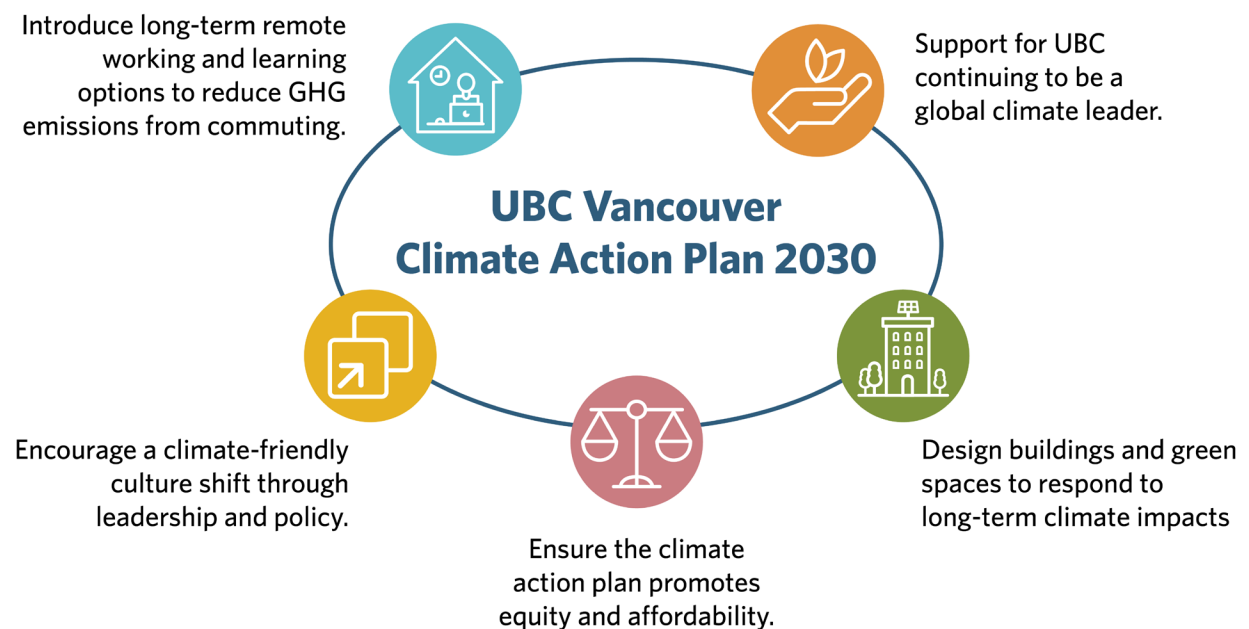 Introduce long-term remote
working and learning
options to reduce GHG
emissions from commuting.
Support for UBC
continuing to be a
global climate leader.
UBC Vancouver
Climate Action Plan 2030
Encourage a climate-friendly
culture shift through
leadership and policy.
Design buildings and green
spaces to respond to
long-term climate impacts
Ensure the climate
action plan promotes
equity and affordability.